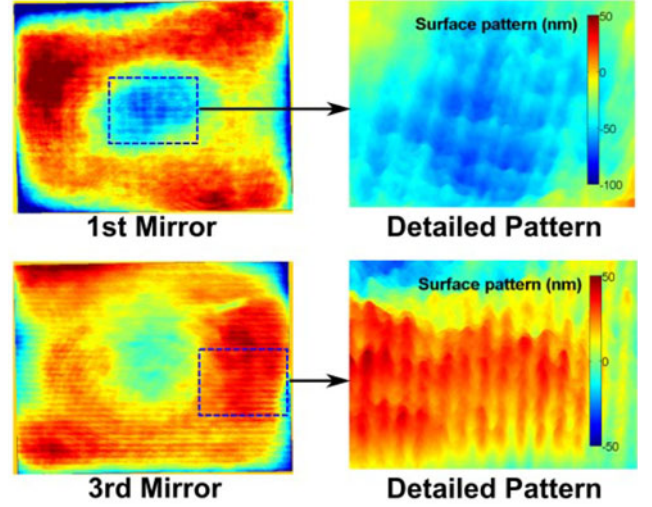 Surface pattern (nm)
50
0
-50
-100
1st Mirror
Detailed Pattern
Surface pattern (nm)
50
0
-50
3rd Mirror
Detailed Pattern